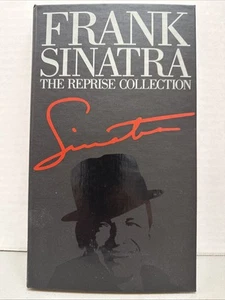 FRANK
SINATRA
THE REPRISE COLLECTION
Sinatra